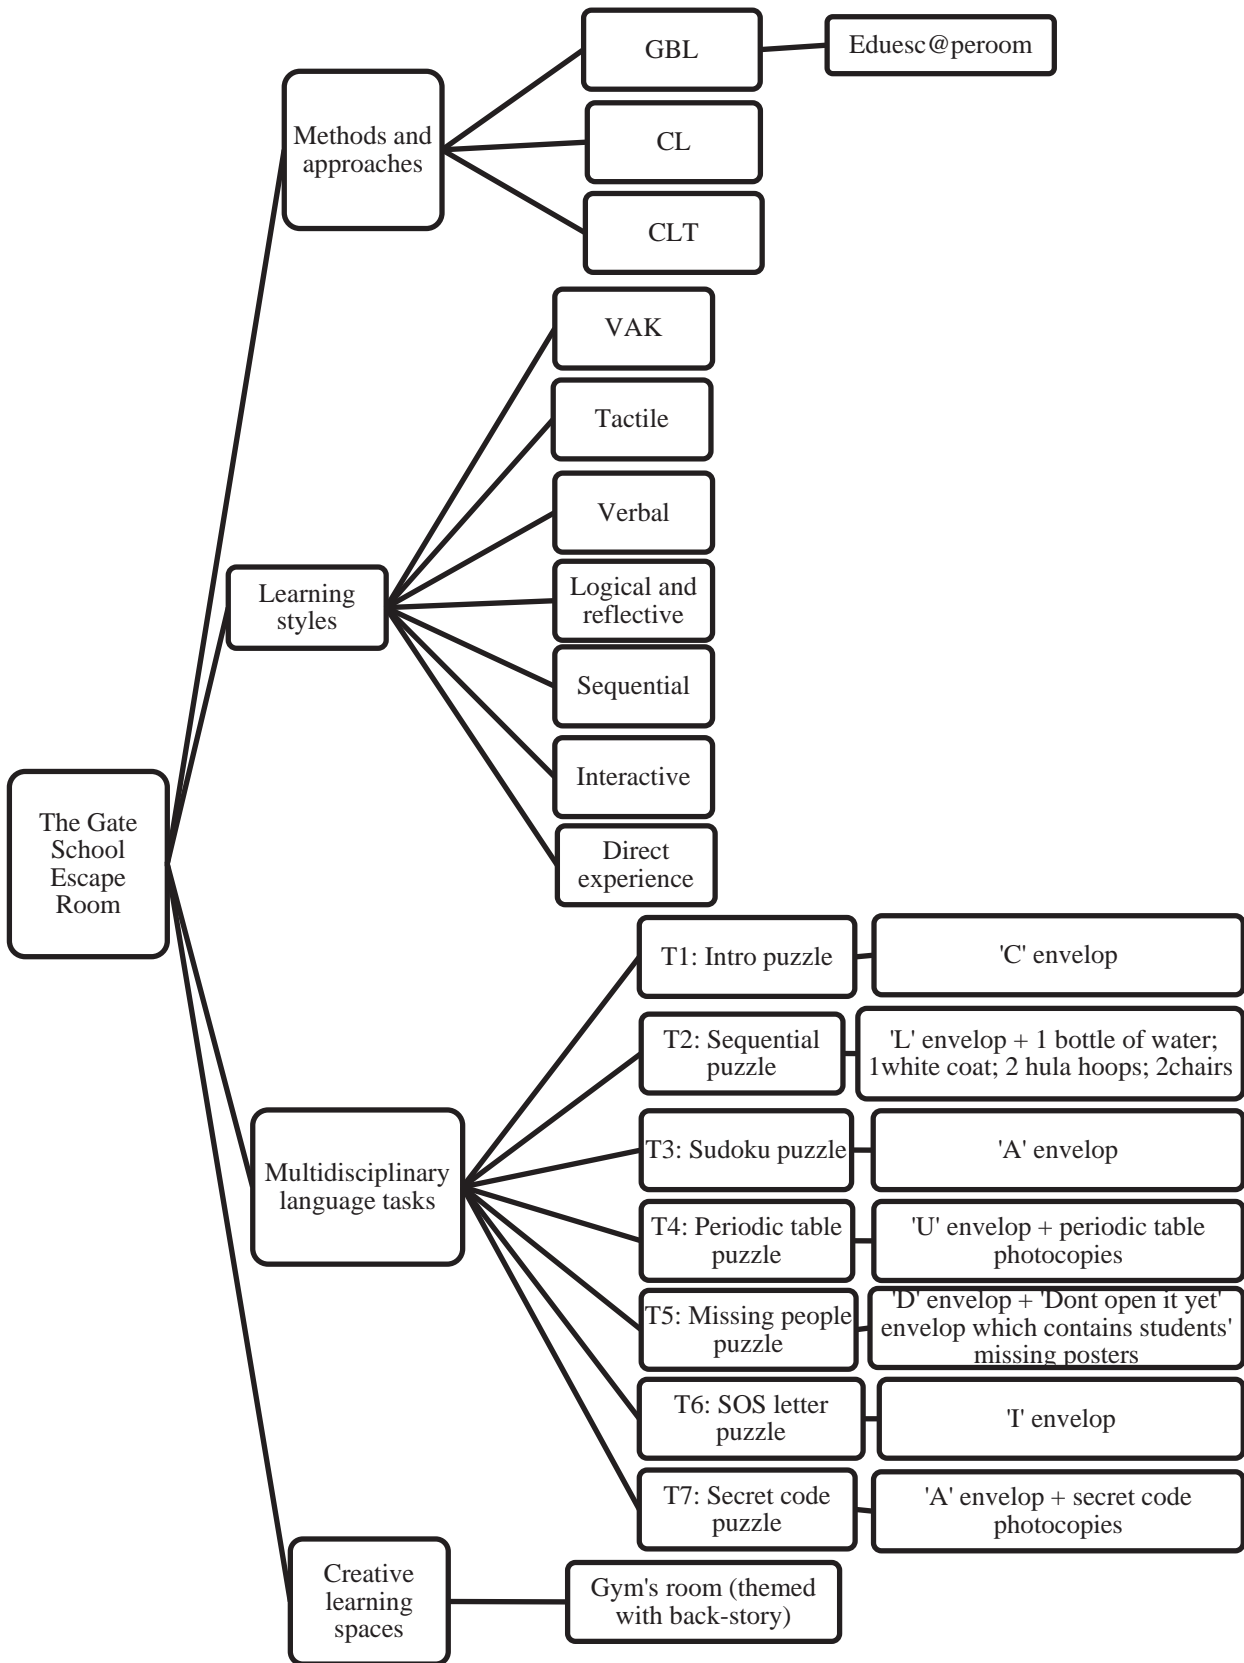 The Gate
School
Escape
Room
Methods and
approaches
GBL
Eduesc@peroom
CL
CLT
Learning
styles
VAK
Tactile
Verbal
Logical and
reflective
Sequential
Interactive
Direct
experience
Multidisciplinary
language tasks
T1: Intro puzzle
'C' envelop
T2: Sequential
puzzle
'L' envelop + 1 bottle of water;
1white coat; 2 hula hoops; 2chairs
T3: Sudoku puzzle
'A' envelop
T4: Periodic table
puzzle
'U' envelop + periodic table
photocopies
T5: Missing people
puzzle
'D' envelop + 'Dont open it yet'
envelop which contains students'
missing posters
T6: SOS letter
puzzle
'I' envelop
T7: Secret code
puzzle
'A' envelop + secret code
photocopies
Creative
learning
spaces
Gym's room (themed
with back-story)